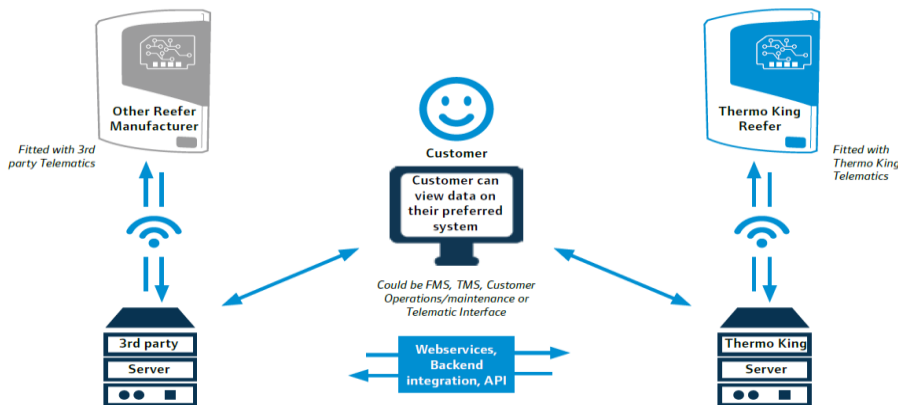 Other Reefer
Manufacturer
Fitted with 3rd
party Telematics
Customer
Customer can
view data on
their preferred
system
Could be FMS, TMS, Customer
Operations/maintenance or
Telematic Interface
Thermo King
Reefer
Fitted with
Thermo King
Telematics
3rd party
Server
Webservices,
Backend
integration, API
Thermo King
Server